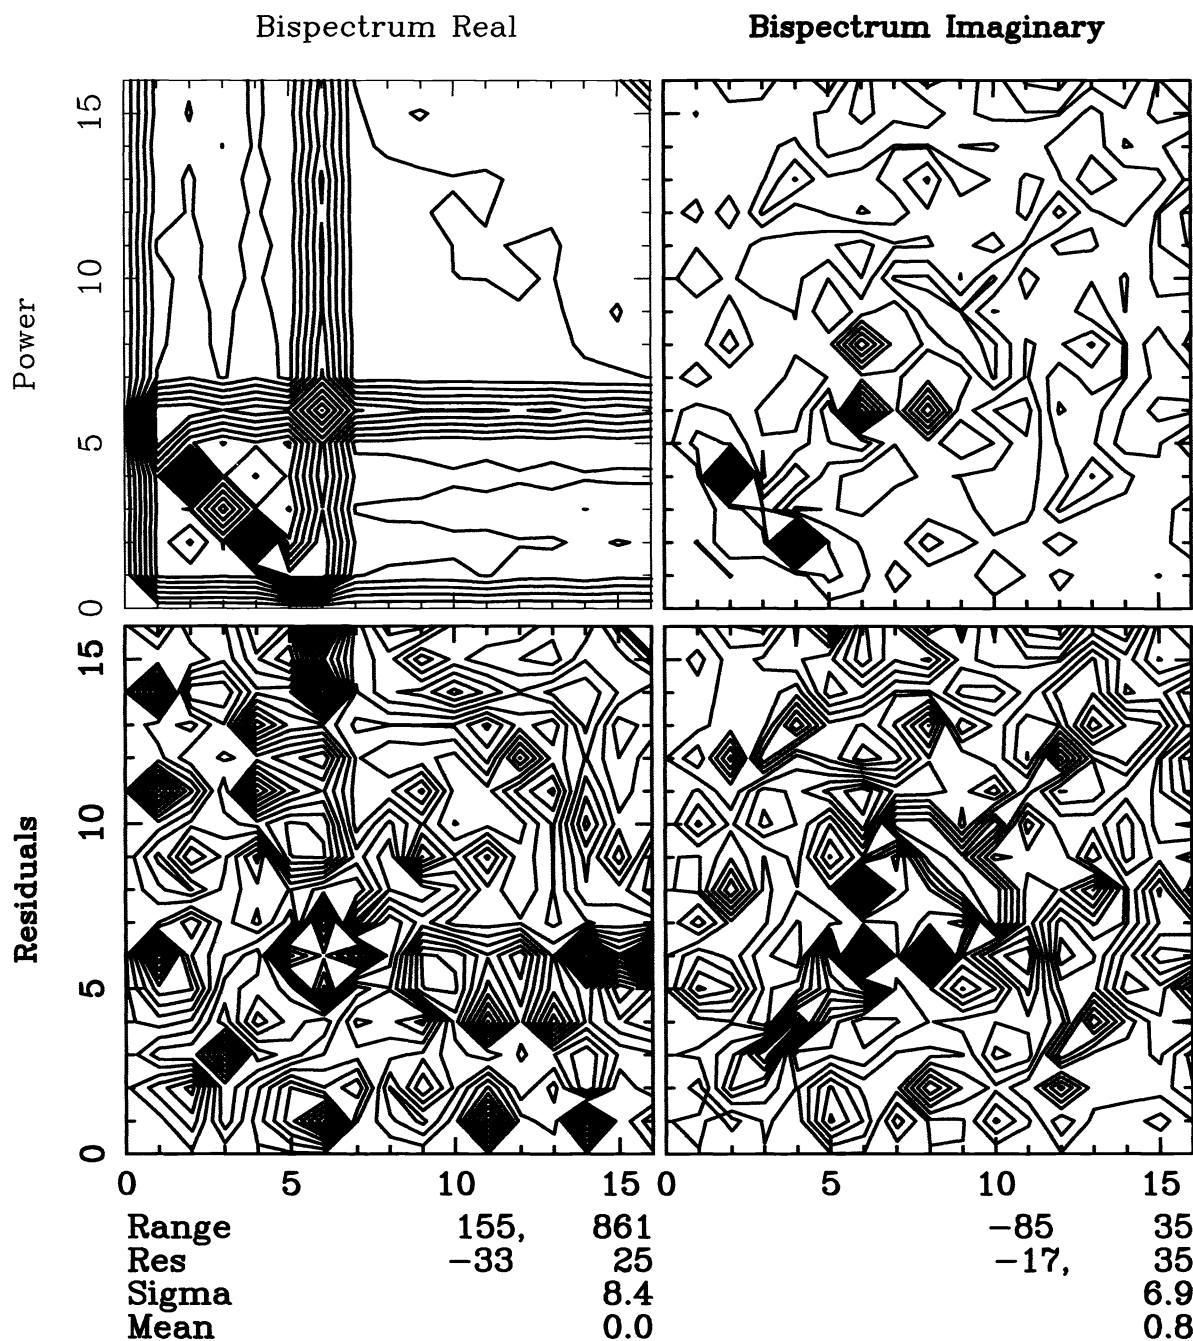 Bispectrum Real Bispectrum Imaginary
Power
15
10
5
0
Residuals
15
10
5
0
0 5 10 15 0 5 10 15
Range 155, 861 −85 35
Res −33 25 −17, 35
Sigma 8.4 6.9
Mean 0.0 0.8